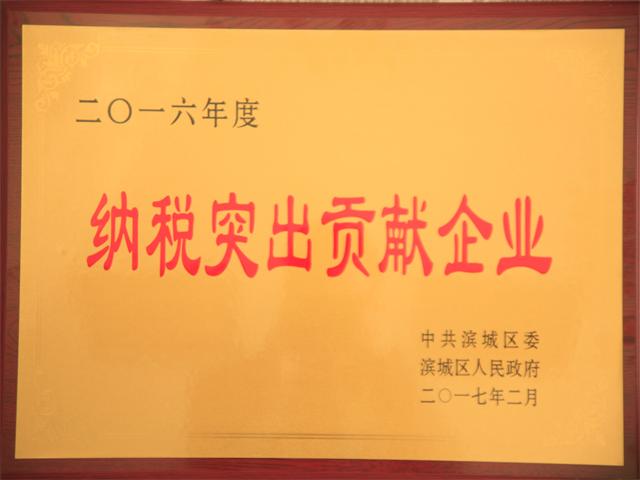 二〇一六年度
纳税突出贡献企业
中共滨城区委
滨城区人民政府
二〇一七年二月